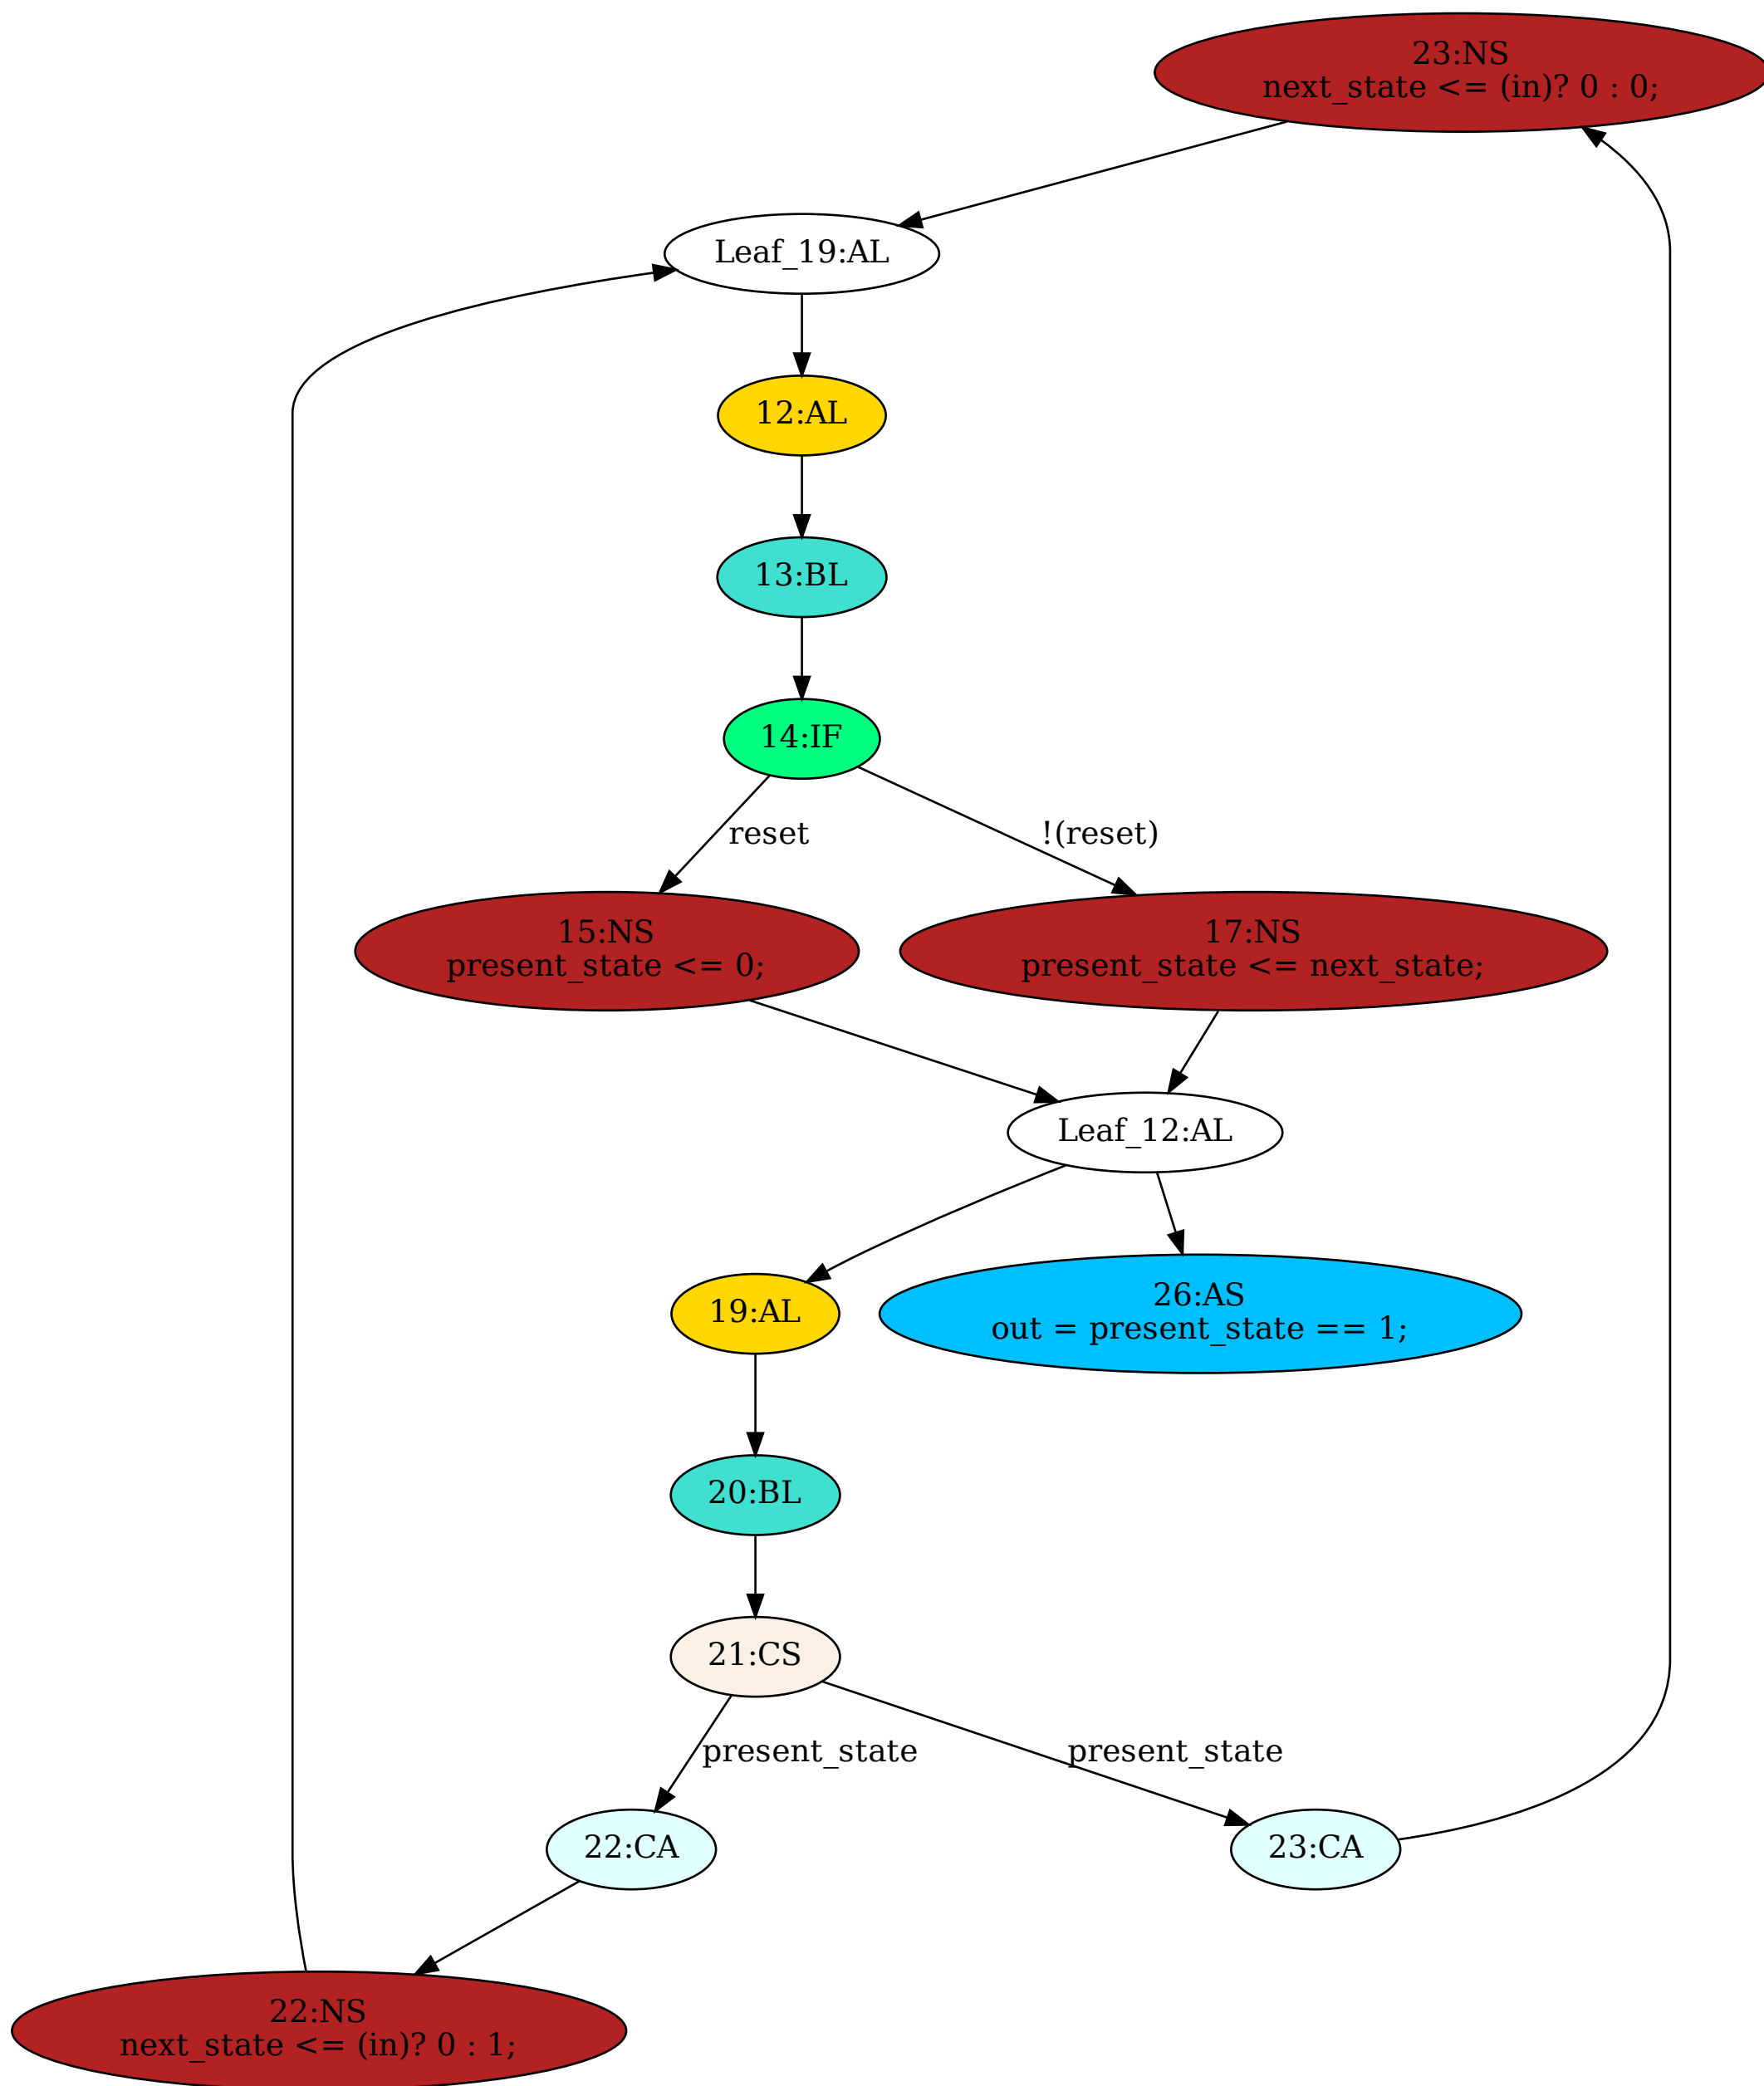 23:NS
next_state <= (in)? 0 : 0;
Leaf_19:AL
12:AL
13:BL
14:IF
reset
!(reset)
15:NS
present_state <= 0;
17:NS
present_state <= next_state;
Leaf_12:AL
19:AL
26:AS
out = present_state == 1;
20:BL
21:CS
present_state
present_state
22:CA
23:CA
22:NS
next_state <= (in)? 0 : 1;